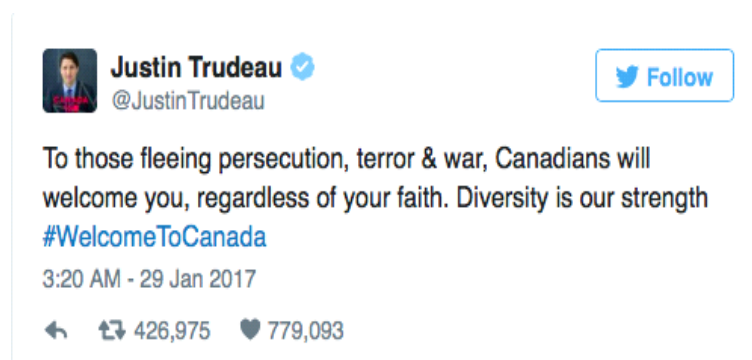 Justin Trudeau
@JustinTrudeau
Follow
To those fleeing persecution, terror & war, Canadians will
welcome you, regardless of your faith. Diversity is our strength
#WelcomeToCanada
3:20 AM - 29 Jan 2017
426,975 779,093